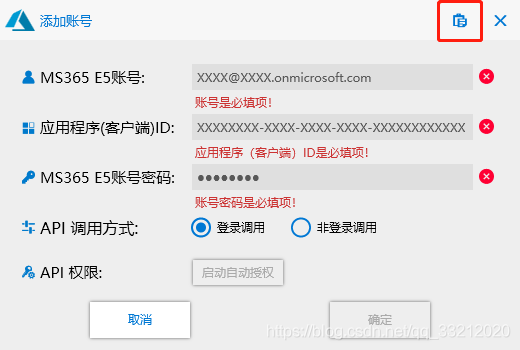 添加账号
MS365 E5账号:
XXXX@XXXX.onmicrosoft.com
账号是必填项!
应用程序(客户端)ID:
XXXXXXXX-XXXX-XXXX-XXXX-XXXXXXXXXXXX
应用程序（客户端）ID是必填项!
MS365 E5账号密码:
●●●●●●●●
账号密码是必填项!
API 调用方式: 登录调用 非登录调用
API 权限: 启动自动授权
取消 确定
https://blog.csdn.net/qq_33212020